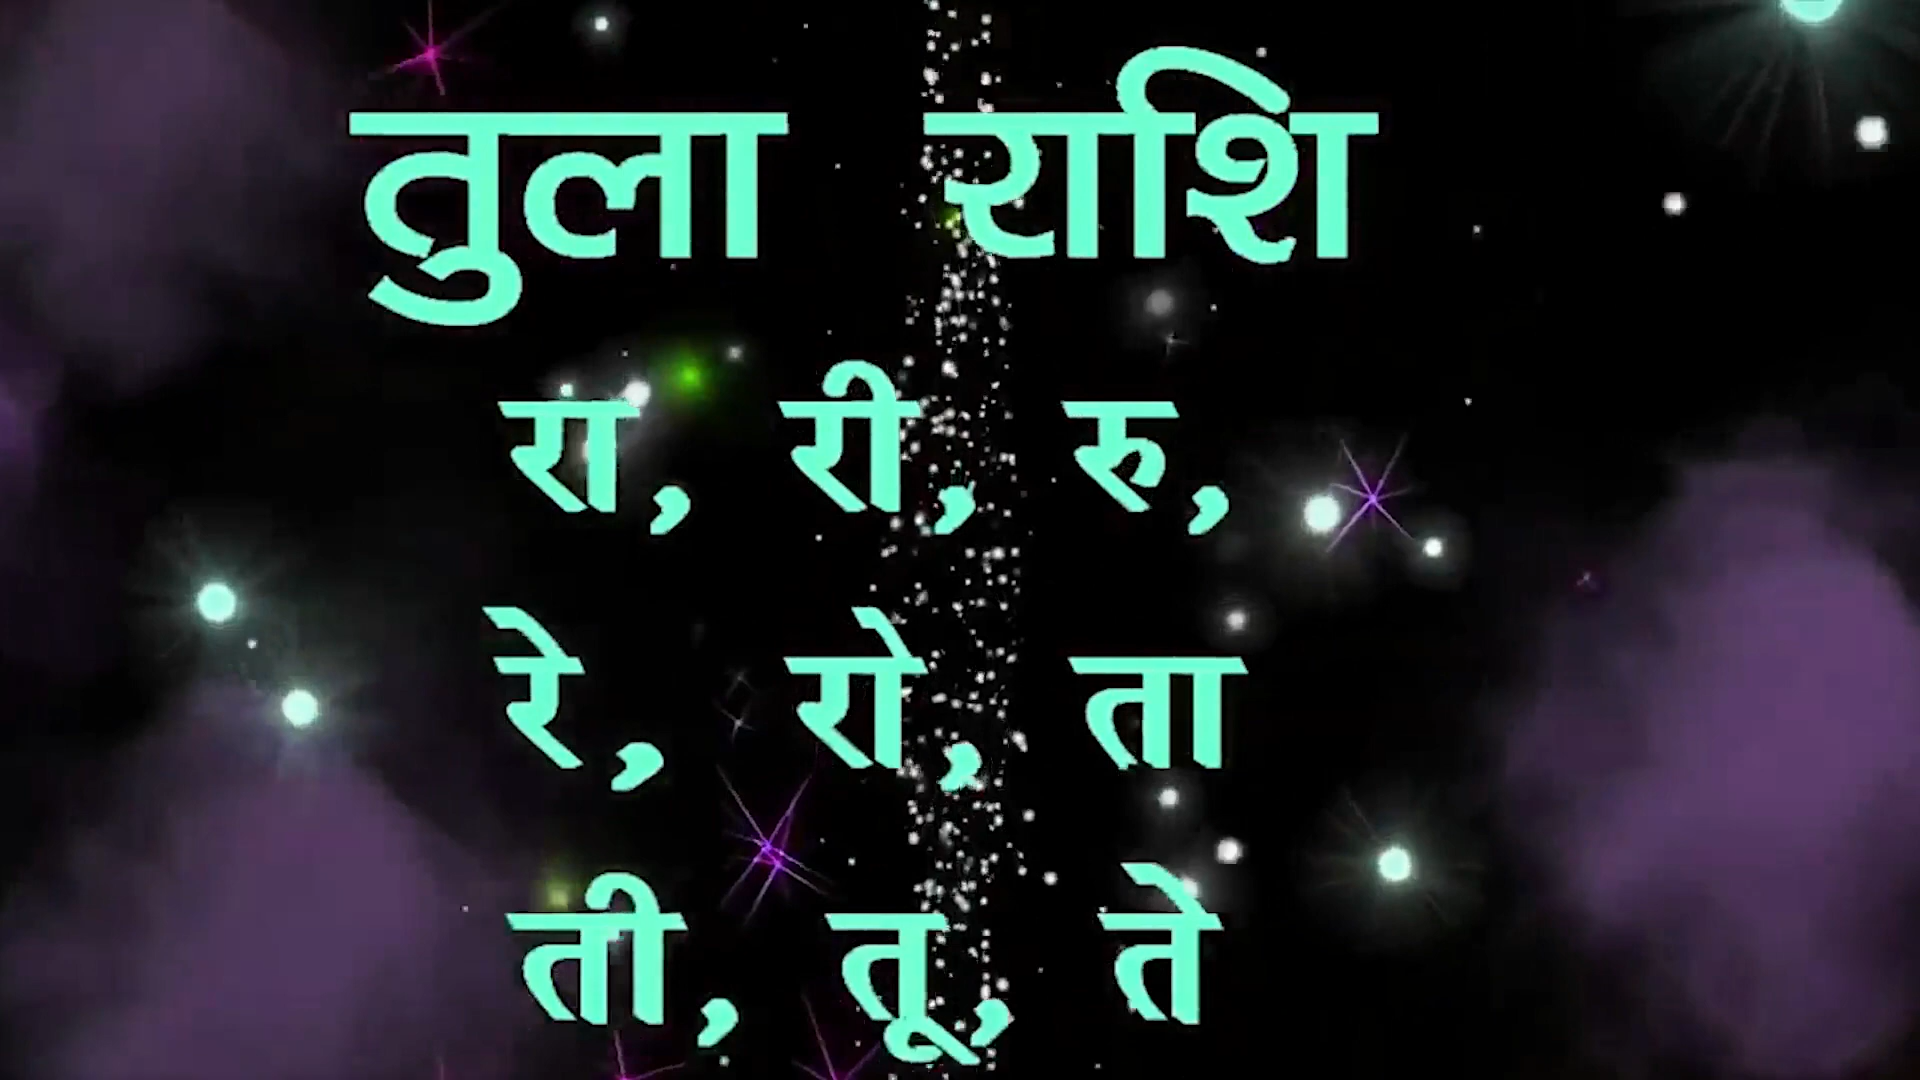 तुला राशि
रा, री, रु,
रे, रो, ता
ती, तू, ते